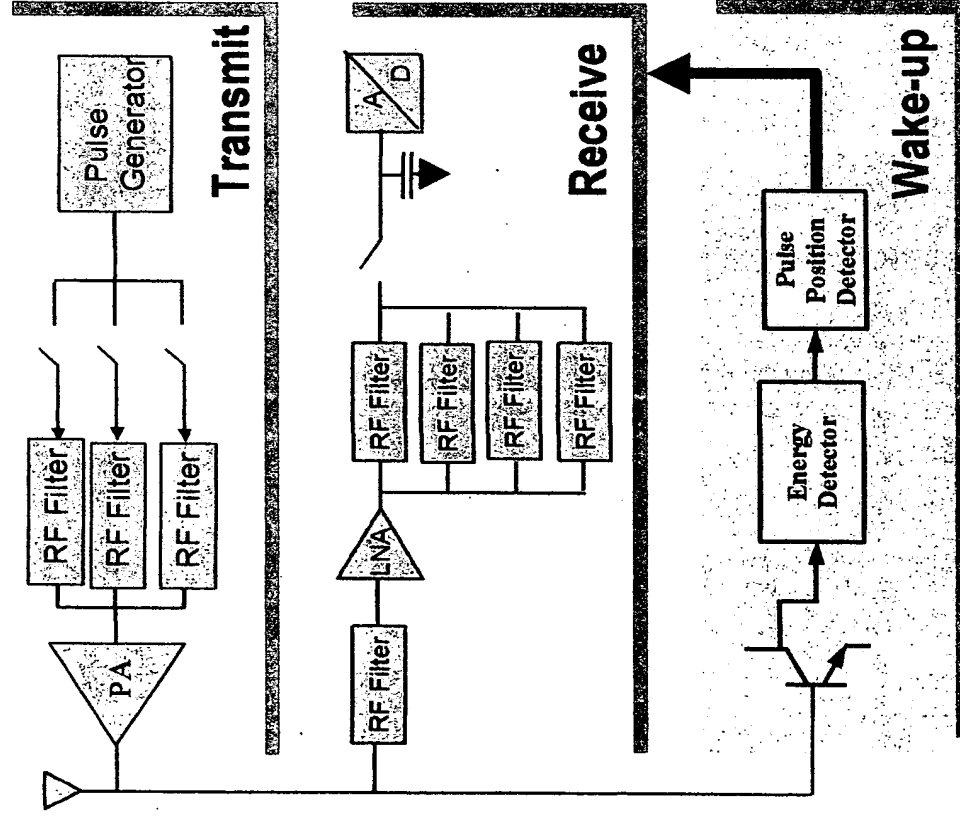 Pulse
Generator
RF Filter
RF Filter
RF Filter
PA
Transmit
A
D
RF Filter
RF Filter
RF Filter
RF Filter
LNA
RF Filter
Receive
Pulse
Position
Detector
Energy
Detector
Wake-up